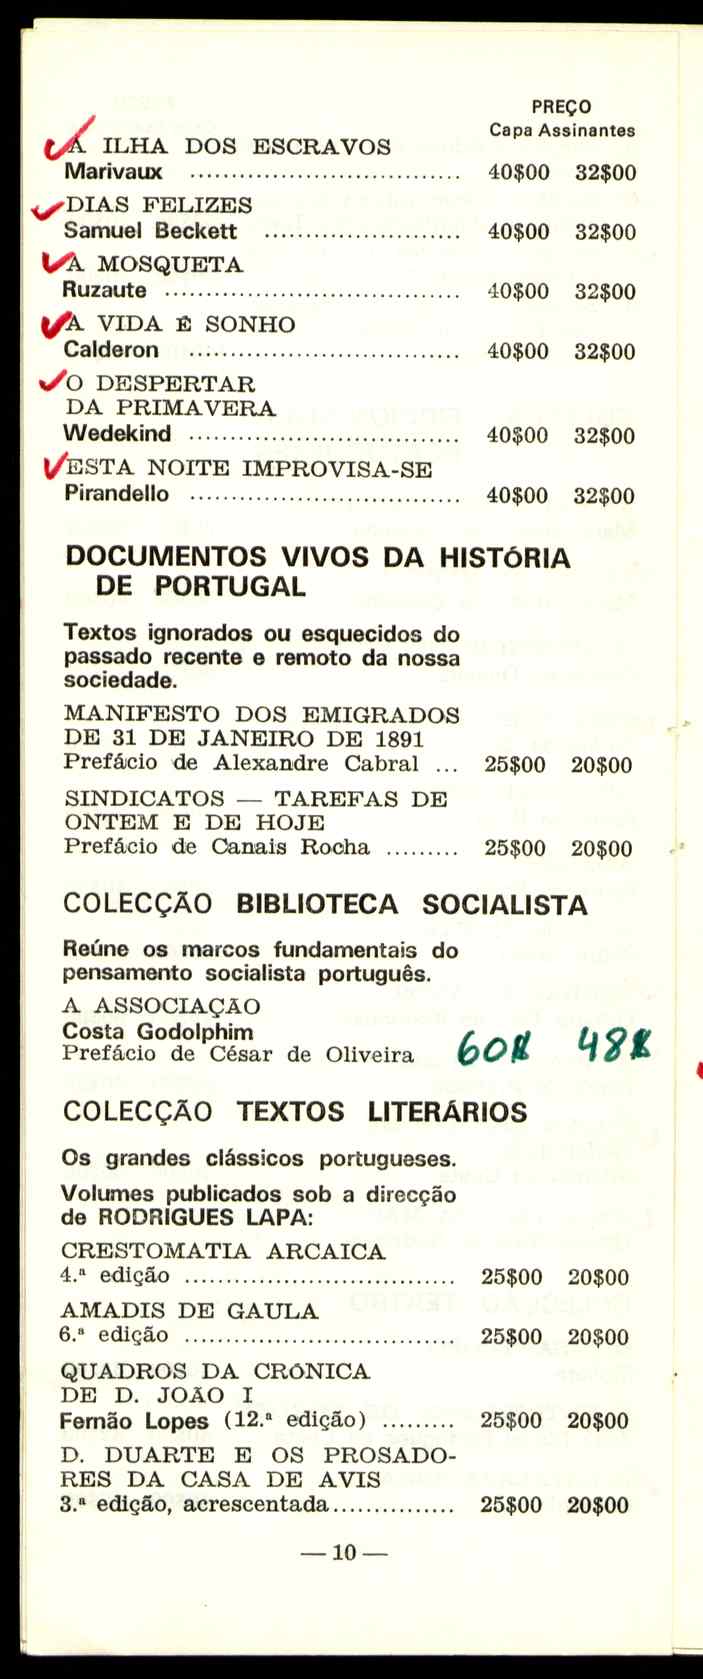 PREÇO
Capa Assinantes
A ILHA DOS ESCRAVOS
Marivaux ................................. 40$00 32$00
DIAS FELIZES
Samuel Beckett ........................ 40$00 32$00
A MOSQUETA
Ruzaute .................................... 40$00 32$00
A VIDA É SONHO
Calderon ................................. 40$00 32$00
O DESPERTAR
DA PRIMAVERA
Wedekind ................................. 40$00 32$00
ESTA NOITE IMPROVISA-SE
Pirandello ................................. 40$00 32$00
DOCUMENTOS VIVOS DA HISTÓRIA
DE PORTUGAL
Textos ignorados ou esquecidos do
passado recente e remoto da nossa
sociedade.
MANIFESTO DOS EMIGRADOS
DE 31 DE JANEIRO DE 1891
Prefácio de Alexandre Cabral ... 25$00 20$00
SINDICATOS — TAREFAS DE
ONTEM E DE HOJE
Prefácio de Canais Rocha ......... 25$00 20$00
COLECÇÃO BIBLIOTECA SOCIALISTA
Reúne os marcos fundamentais do
pensamento socialista português.
A ASSOCIAÇÃO
Costa Godolphim
Prefácio de César de Oliveira 60$ 48$
COLECÇÃO TEXTOS LITERÁRIOS
Os grandes clássicos portugueses.
Volumes publicados sob a direcção
de RODRIGUES LAPA:
CRESTOMATIA ARCAICA
4.ª edição ................................. 25$00 20$00
AMADIS DE GAULA
6.ª edição ................................. 25$00 20$00
QUADROS DA CRÓNICA
DE D. JOÃO I
Fernão Lopes (12.ª edição) ......... 25$00 20$00
D. DUARTE E OS PROSADO-
RES DA CASA DE AVIS
3.ª edição, acrescentada............... 25$00 20$00
— 10 —